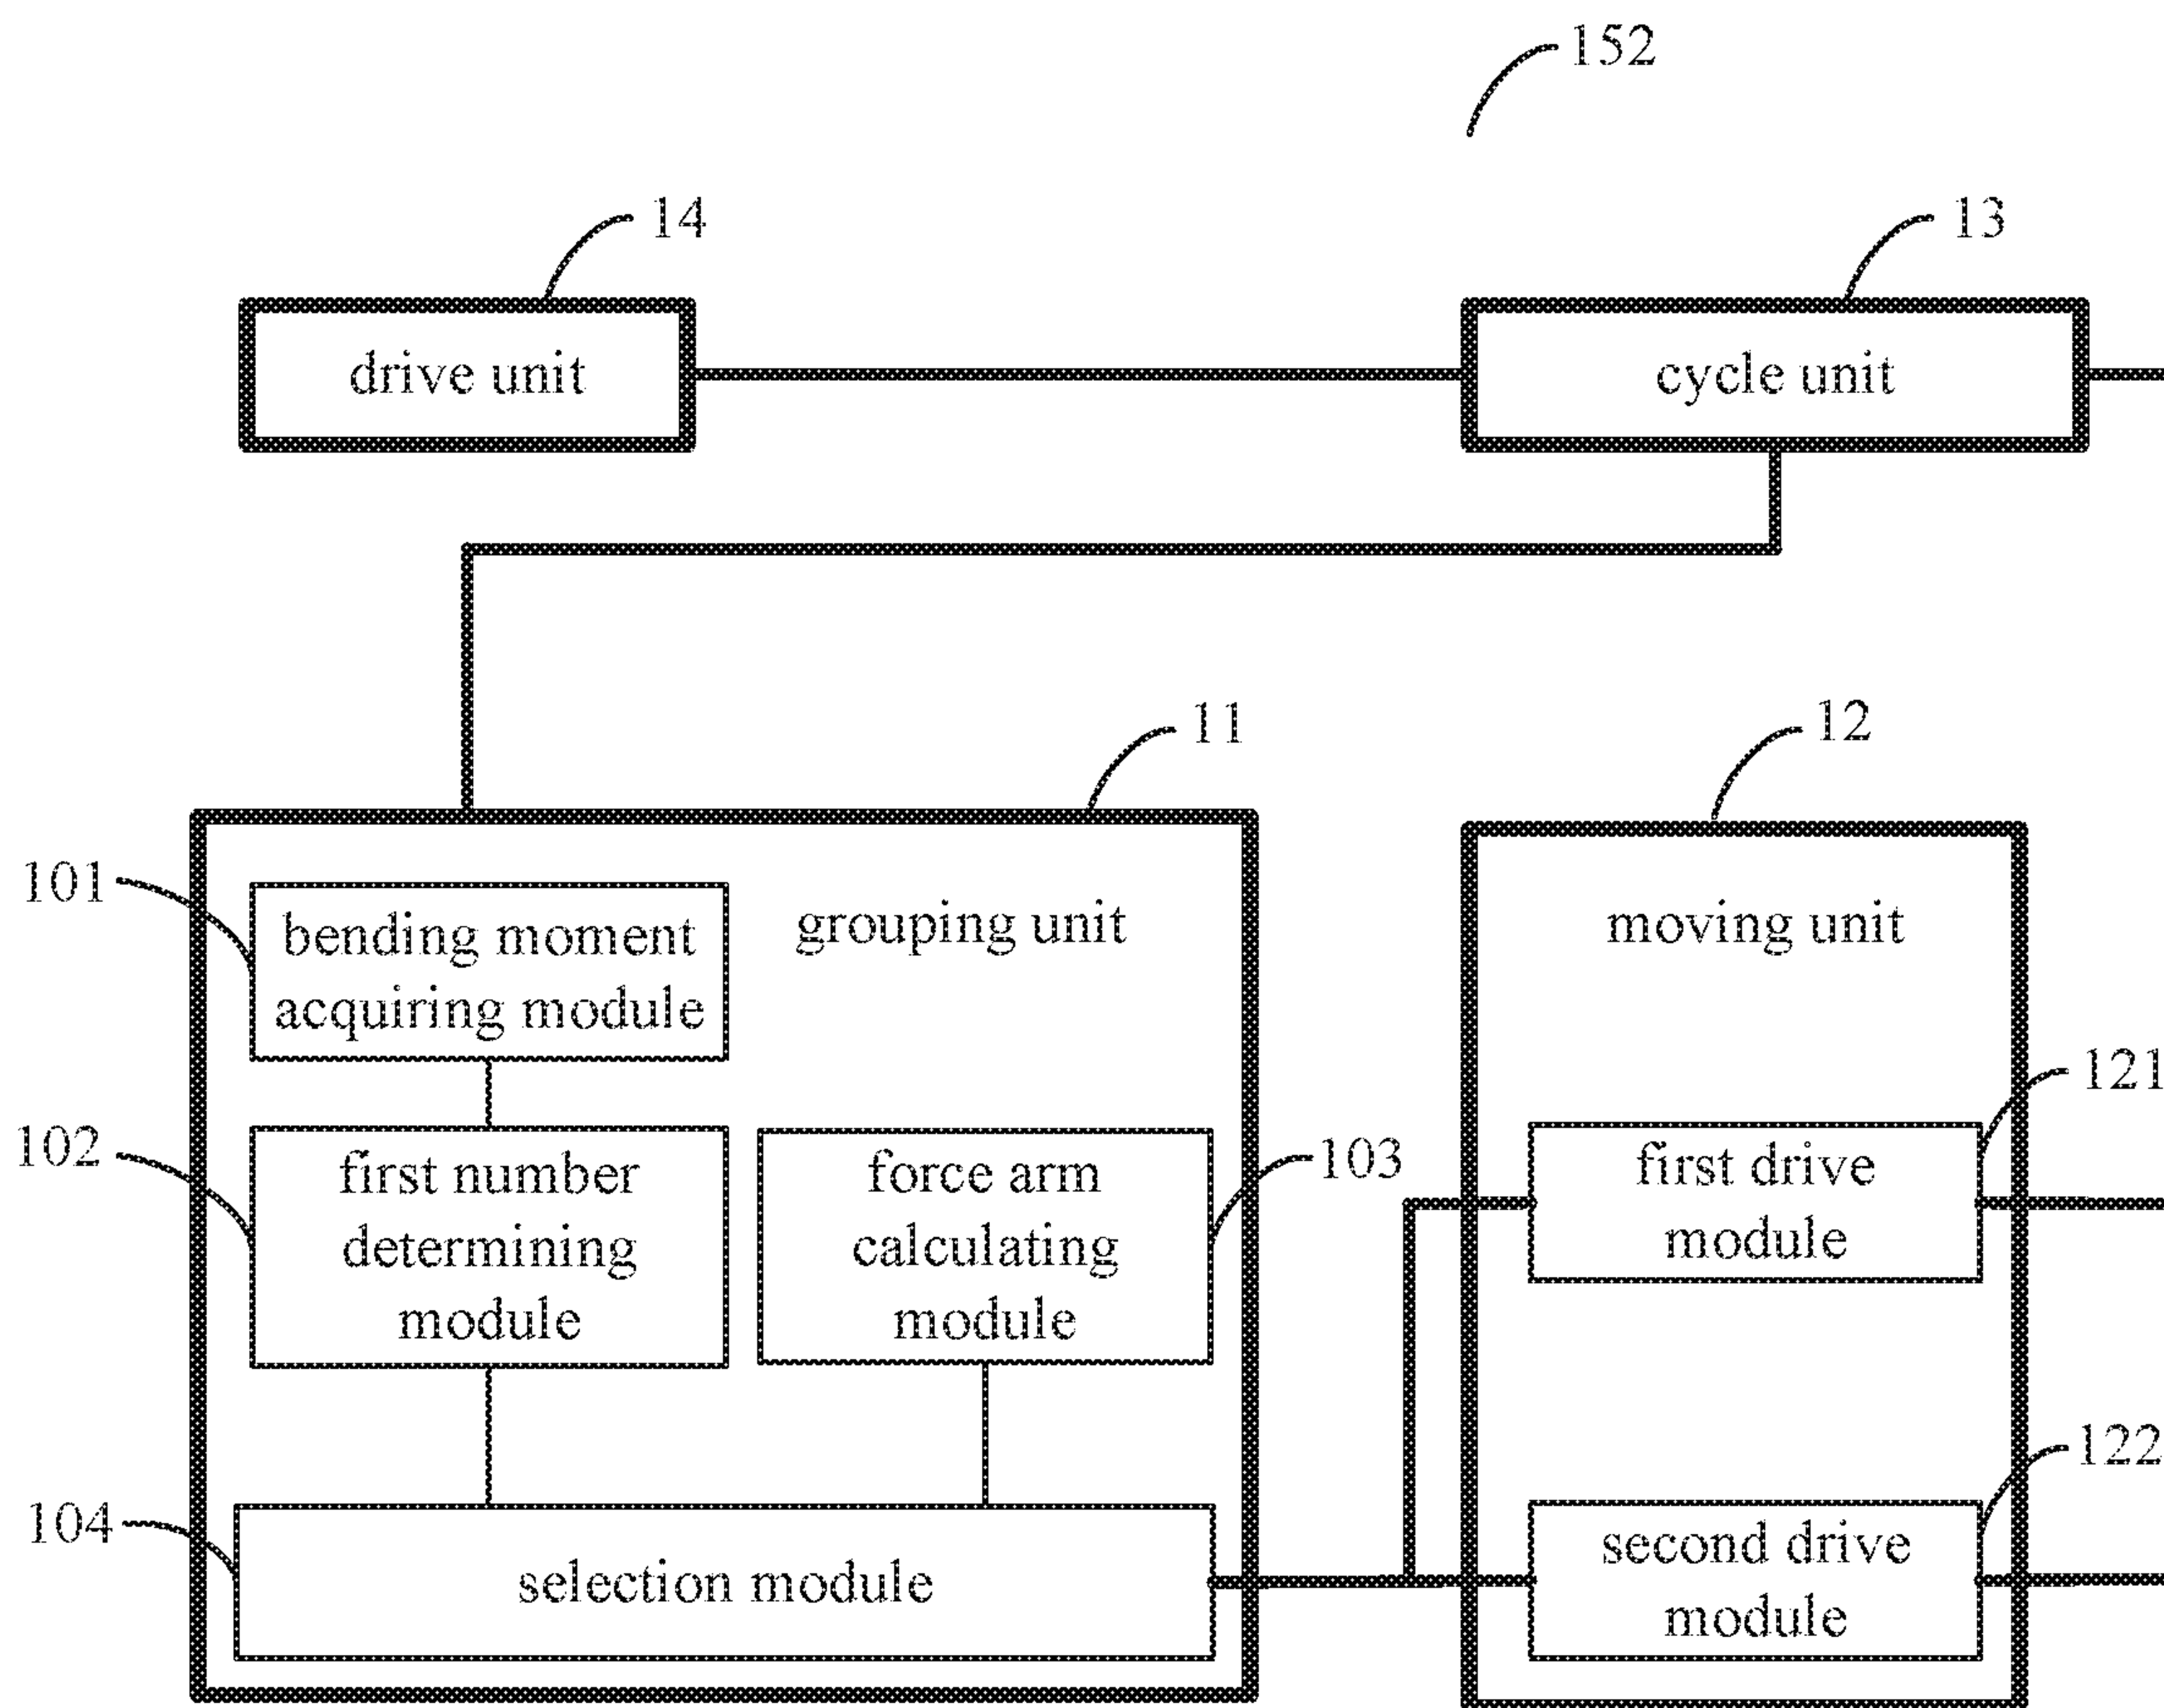 152
14
13
drive unit
cycle unit
11
12
101
bending moment
acquiring module
grouping unit
moving unit
121
102
first number
determining
module
force arm
calculating
module
103
first drive
module
122
104
selection module
second drive
module